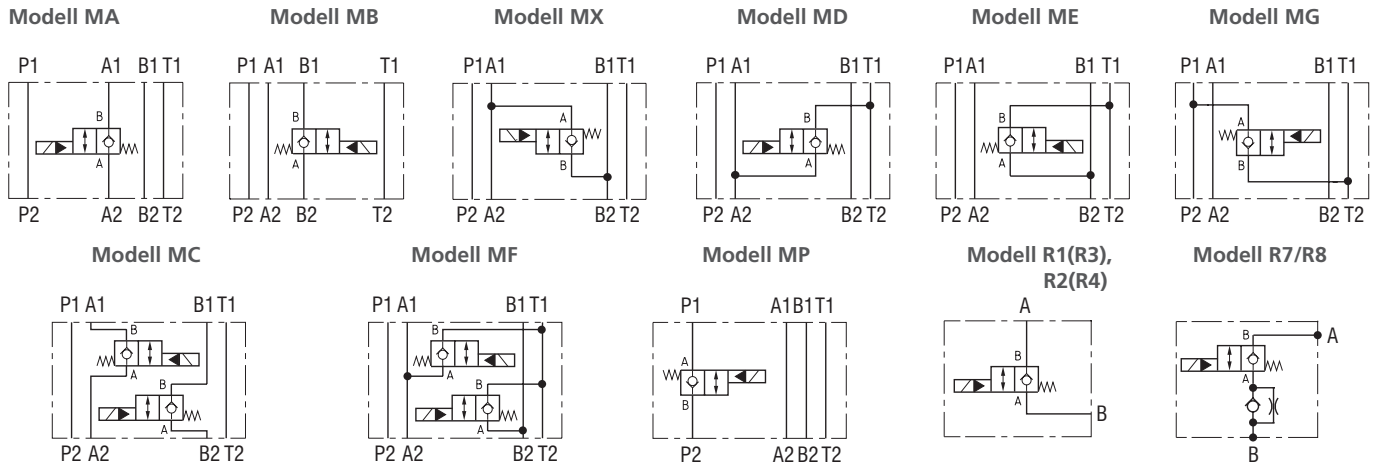 Modell MA
Modell MB
Modell MX
Modell MD
Modell ME
Modell MG
P1 A1 B1 T1
P1 A1 B1 T1
P1A1 B1T1
P1 A1 B1T1
P1A1 B1 T1
P1 A1 B1T1
B
A
B
A
A
B
B
A
B
A
A
B
P2 A2 B2 T2
P2 A2 B2 T2
P2 A2 B2 T2
P2 A2 B2 T2
P2 A2 B2 T2
P2 A2 B2 T2
Modell MC
Modell MF
Modell MP
Modell R1(R3),
R2(R4)
Modell R7/R8
P1 A1 B1 T1
B
A
B
A
P2 A2 B2 T2
P1 A1 B1 T1
B
A
B
A
P2 A2 B2 T2
P1 A1B1T1
A
B
P2 A2 B2 T2
A
B
A
B
A
B
A
B